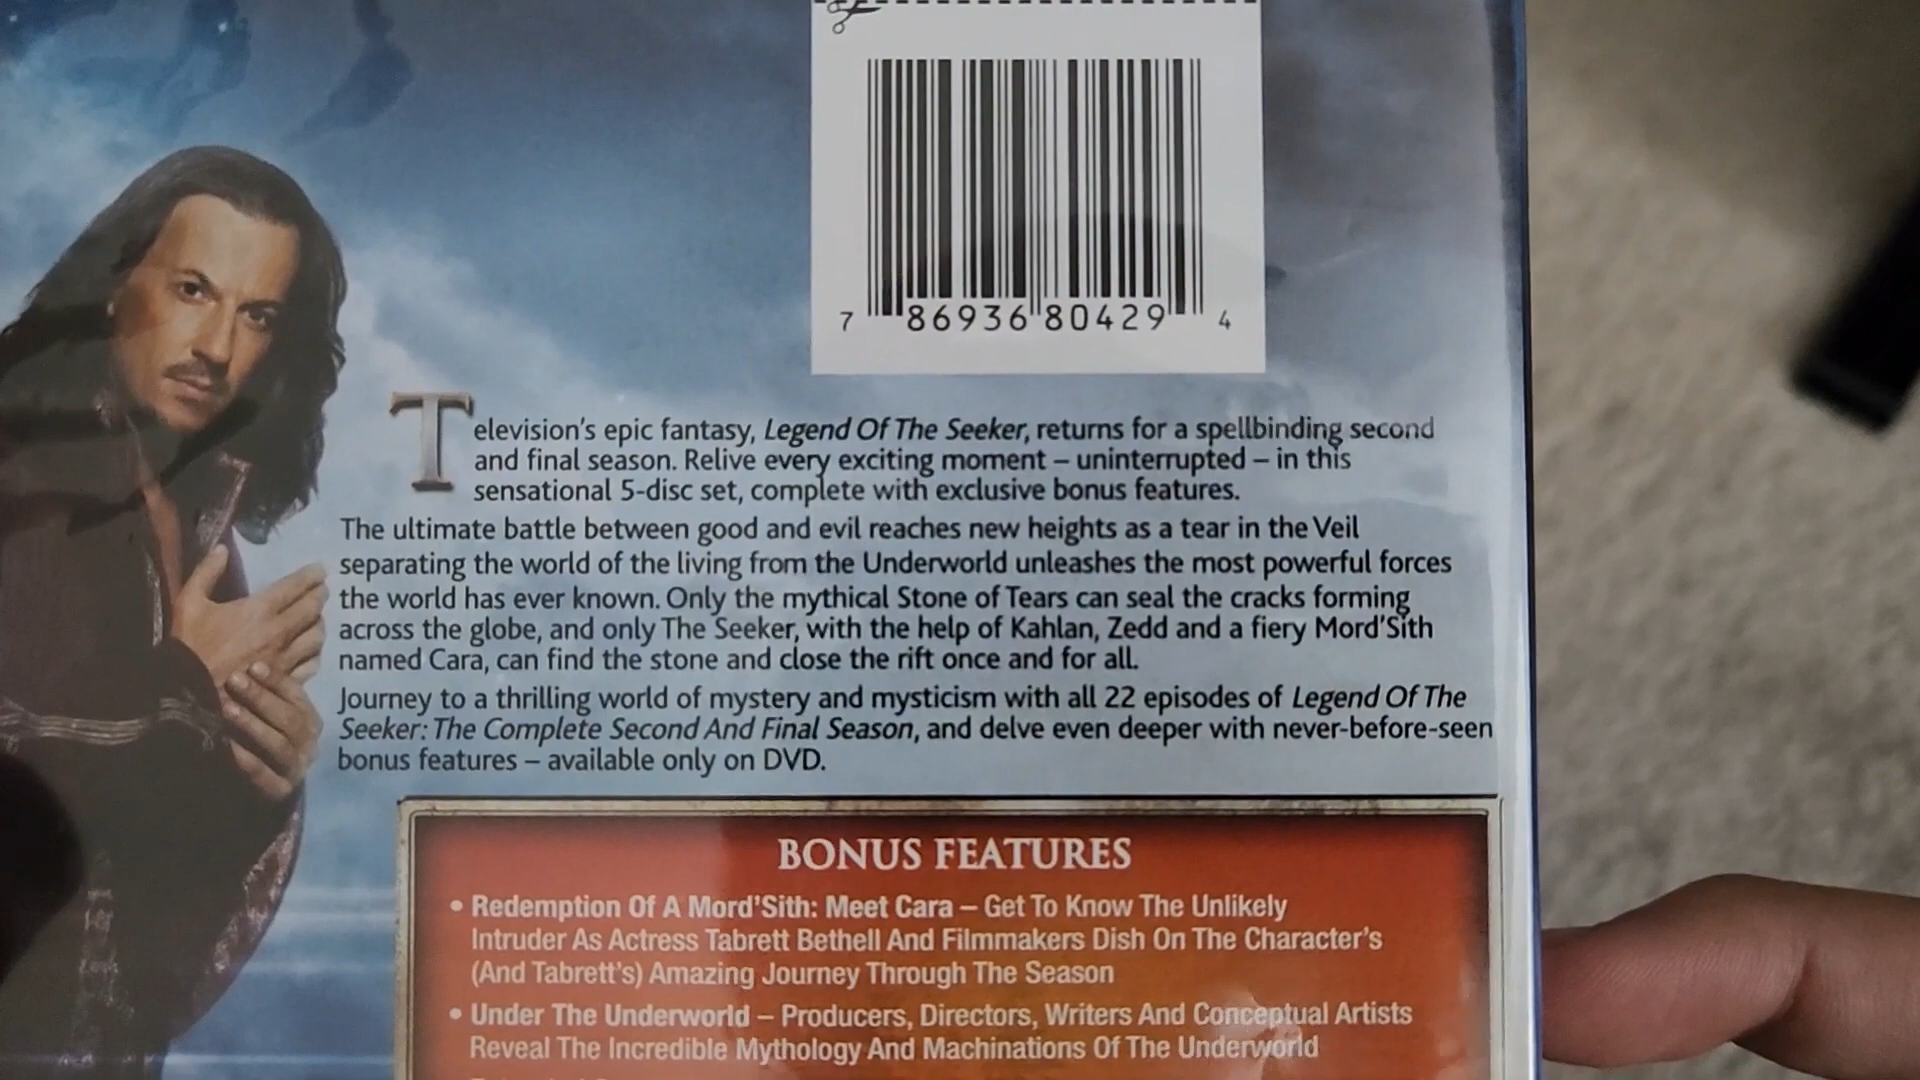 7 86936 80429 4
Television's epic fantasy, Legend Of The Seeker, returns for a spellbinding second
and final season. Relive every exciting moment – uninterrupted – in this
sensational 5-disc set, complete with exclusive bonus features.
The ultimate battle between good and evil reaches new heights as a tear in the Veil
separating the world of the living from the Underworld unleashes the most powerful forces
the world has ever known. Only the mythical Stone of Tears can seal the cracks forming
across the globe, and only The Seeker, with the help of Kahlan, Zedd and a fiery Mord'Sith
named Cara, can find the stone and close the rift once and for all.
Journey to a thrilling world of mystery and mysticism with all 22 episodes of Legend Of The
Seeker: The Complete Second And Final Season, and delve even deeper with never-before-seen
bonus features – available only on DVD.
BONUS FEATURES
• Redemption Of A Mord'Sith: Meet Cara – Get To Know The Unlikely
Intruder As Actress Tabrett Bethell And Filmmakers Dish On The Character's
(And Tabrett's) Amazing Journey Through The Season
• Under The Underworld – Producers, Directors, Writers And Conceptual Artists
Reveal The Incredible Mythology And Machinations Of The Underworld